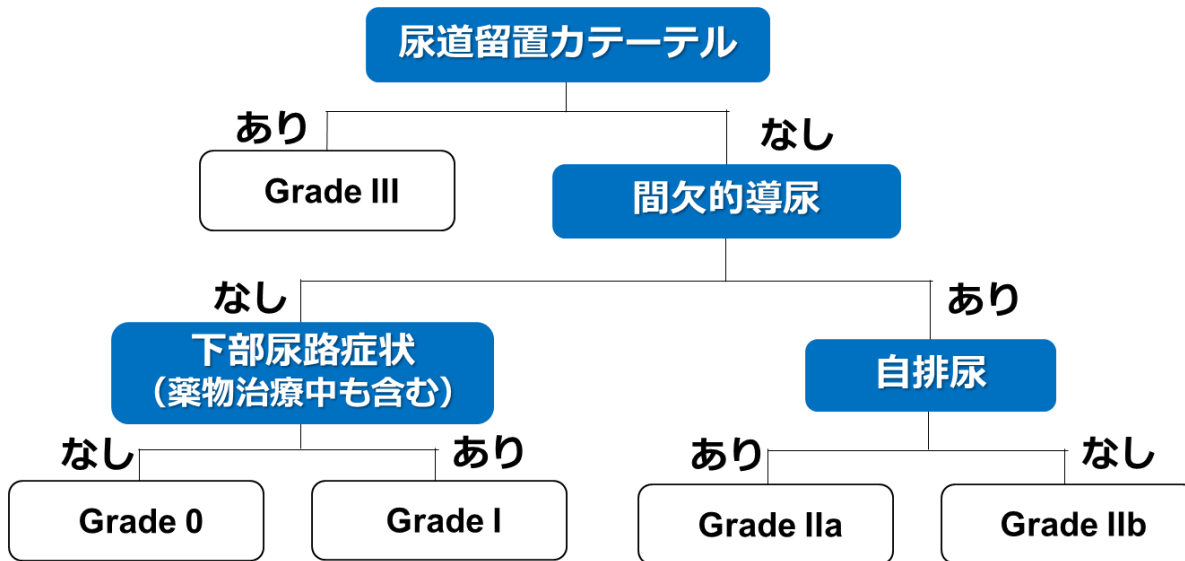 尿道留置カテーテル
あり
なし
Grade III
間欠的導尿
なし
あり
下部尿路症状
（薬物治療中も含む）
自排尿
なし
あり
あり
なし
Grade 0
Grade I
Grade IIa
Grade IIb